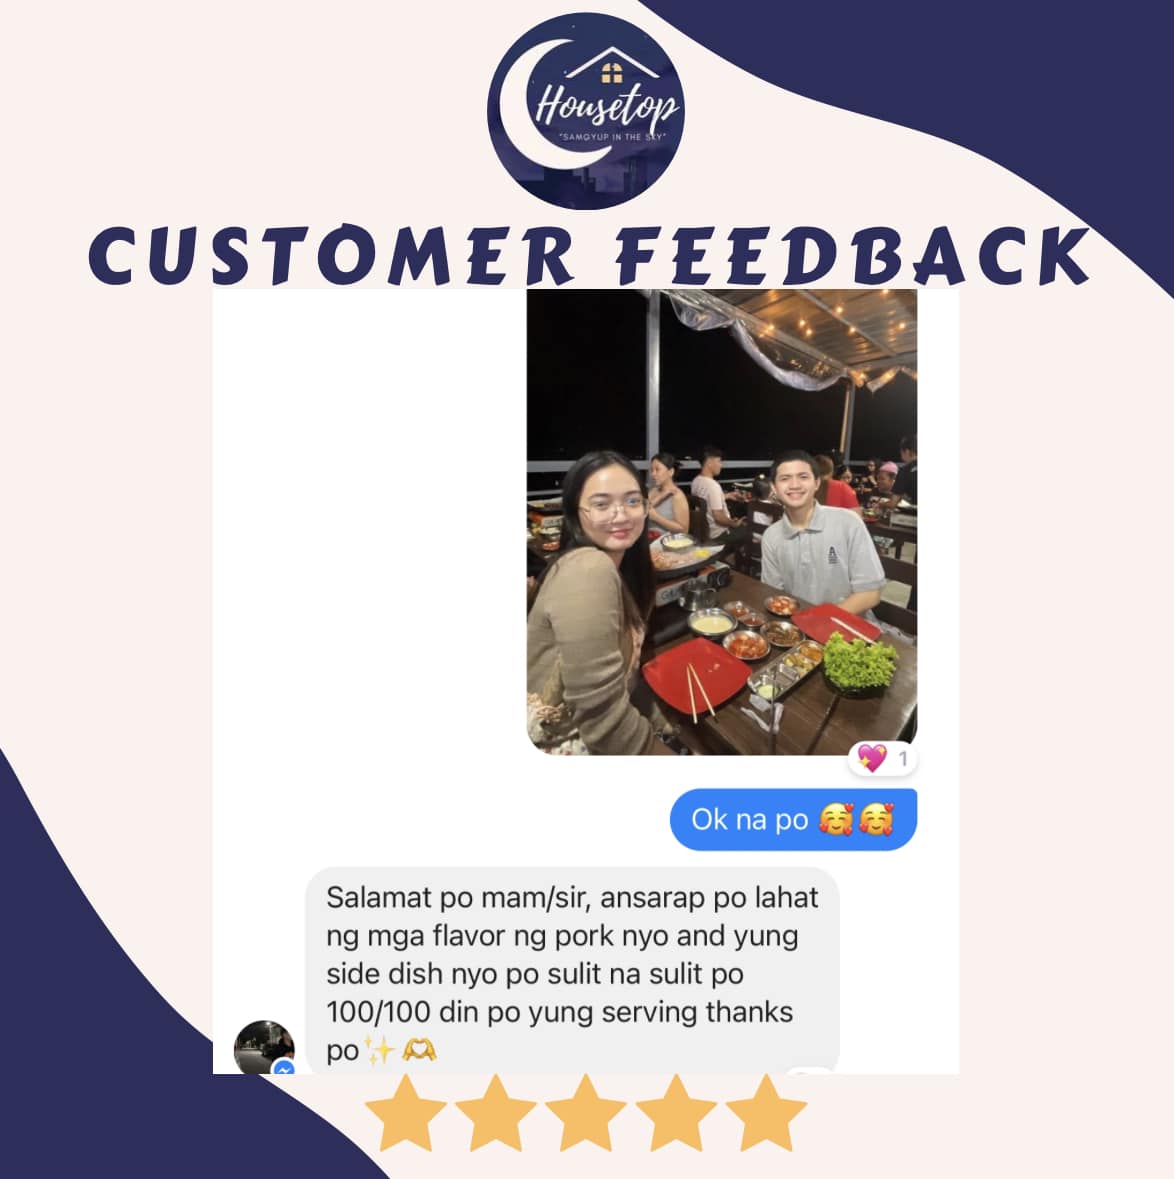 Housetop
"SAMGYUP IN THE SKY"
CUSTOMER FEEDBACK
1
Ok na po 🥰🥰
Salamat po mam/sir, ansarap po lahat
ng mga flavor ng pork nyo and yung
side dish nyo po sulit na sulit po
100/100 din po yung serving thanks
po✨🫶